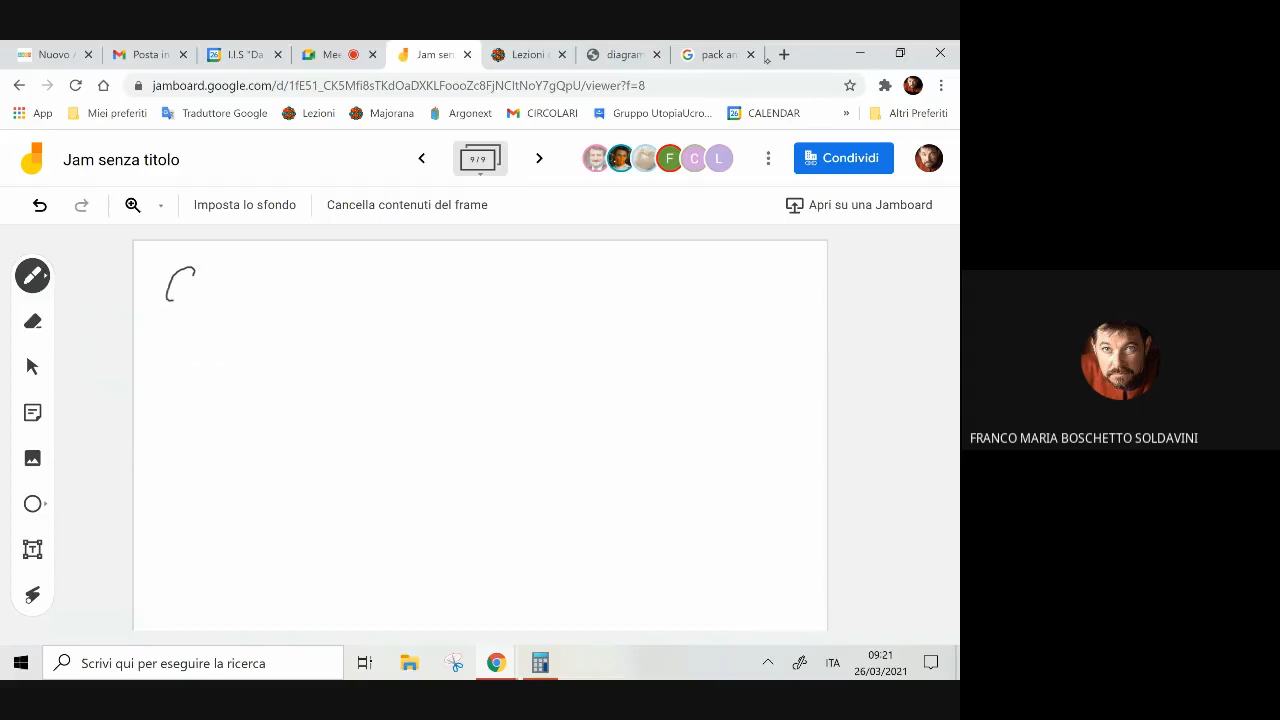 Nuovo A
Posta in
26 I.I.S "Da
Mee
Jam sen
Lezioni d
diagram
pack an
jamboard.google.com/d/1fE51_CK5Mfi8sTKdOaDXKLFoooZc8FjNCltNoY7gQpU/viewer?f=8
App
Miei preferiti
Traduttore Google
Lezioni
Majorana
Argonext
CIRCOLARI
Gruppo UtopiaUcro...
26 CALENDAR
»
Altri Preferiti
Jam senza titolo
9/9
F C L
Condividi
Imposta lo sfondo
Cancella contenuti del frame
Apri su una Jamboard
FRANCO MARIA BOSCHETTO SOLDAVINI
Scrivi qui per eseguire la ricerca
ITA
09:21
26/03/2021